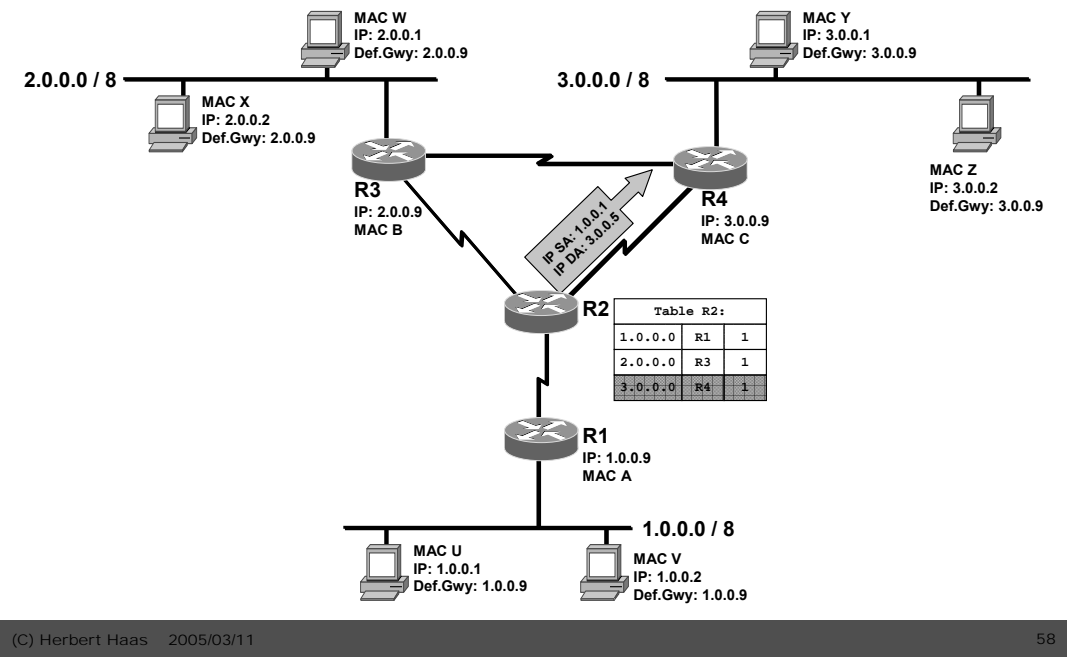 MAC W
IP: 2.0.0.1
Def.Gwy: 2.0.0.9
MAC Y
IP: 3.0.0.1
Def.Gwy: 3.0.0.9
2.0.0.0 / 8
3.0.0.0 / 8
MAC X
IP: 2.0.0.2
Def.Gwy: 2.0.0.9
MAC Z
IP: 3.0.0.2
Def.Gwy: 3.0.0.9
R3
IP: 2.0.0.9
MAC B
R4
IP: 3.0.0.9
MAC C
IP SA: 1.0.0.1
IP DA: 3.0.0.5
R2
Table R2:
1.0.0.0 R1 1
2.0.0.0 R3 1
3.0.0.0 R4 1
R1
IP: 1.0.0.9
MAC A
1.0.0.0 / 8
MAC U
IP: 1.0.0.1
Def.Gwy: 1.0.0.9
MAC V
IP: 1.0.0.2
Def.Gwy: 1.0.0.9
(C) Herbert Haas 2005/03/11
58